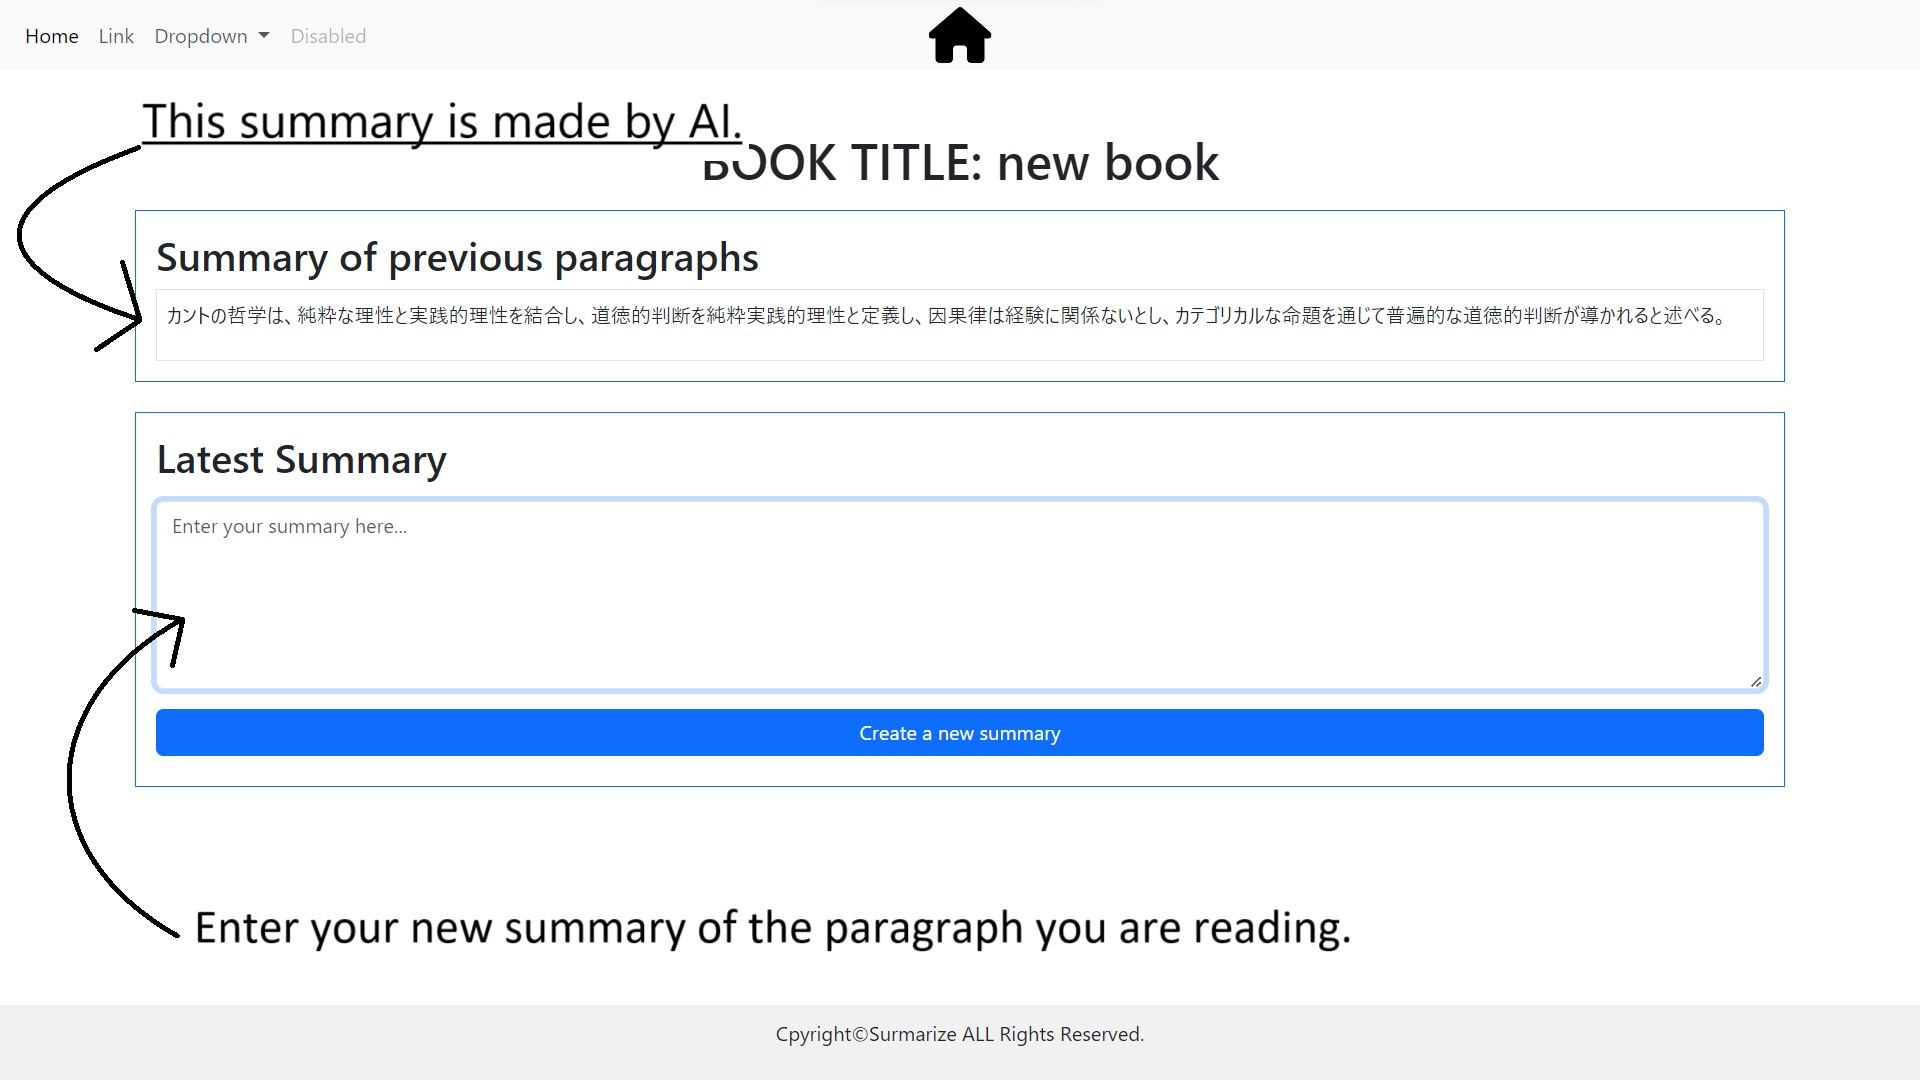 Home Link Dropdown Disabled
This summary is made by AI.
BOOK TITLE: new book
Summary of previous paragraphs
カントの哲学は、純粋な理性と実践的理性を結合し、道徳的判断を純粋実践的理性と定義し、因果律は経験に関係ないとし、カテゴリカルな命題を通じて普遍的な道徳的判断が導かれると述べる。
Latest Summary
Enter your summary here...
Create a new summary
Enter your new summary of the paragraph you are reading.
Cpyright©Surmarize ALL Rights Reserved.